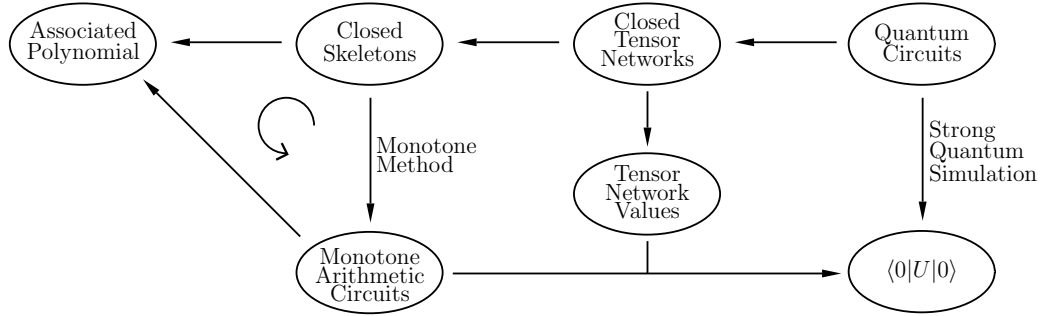 Associated
Polynomial
Closed
Skeletons
Closed
Tensor
Networks
Quantum
Circuits
Monotone
Method
Strong
Quantum
Simulation
Tensor
Network
Values
Monotone
Arithmetic
Circuits
⟨0|U|0⟩